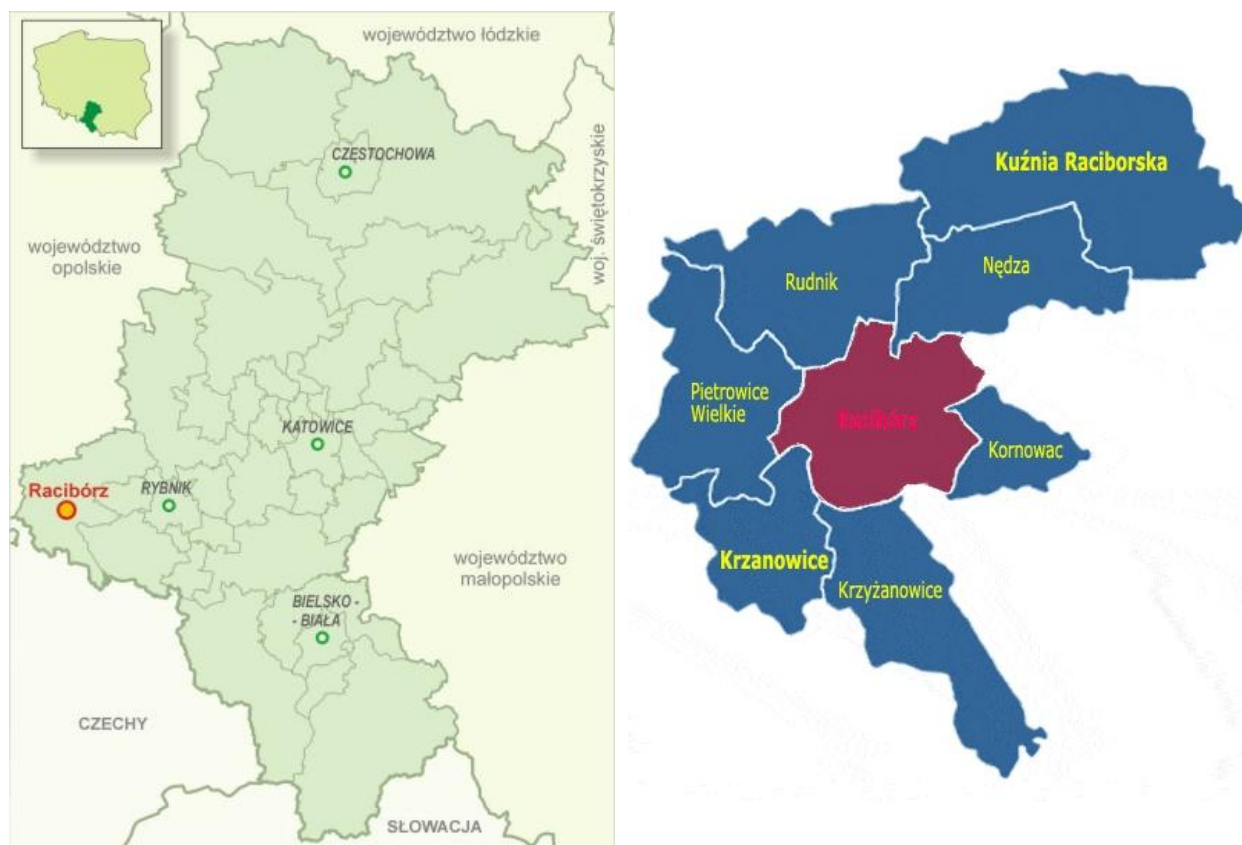 województwo łódzkie
CZESTOCHOWA
woj. świętokrzyskie
województwo
opolskie
KATOWICE
Racibórz
RYBNIK
województwo
małopolskie
BIELSKO -
- BIAŁA
CZECHY
SŁOWACJA
Kuźnia Raciborska
Nędza
Rudnik
Pietrowice
Wielkie
Racibórz
Kornowac
Krzanowice
Krzyżanowice